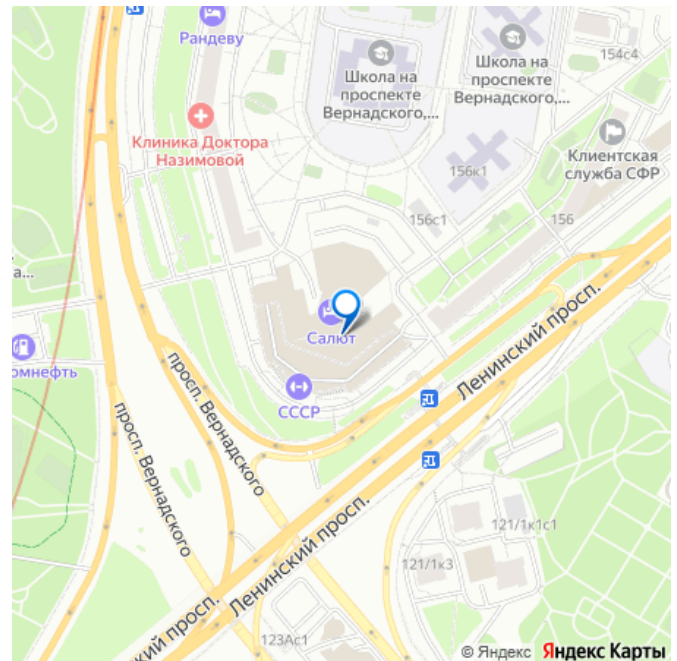 Рандеву
Школа на
проспекте
Вернадского,...
Школа на
проспекте
Вернадского,...
154с4
Клиника Доктора
Назимовой
Клиентская
служба СФР
156к1
156с1
156
а...
Салют
СССР
омнефть
просп. Вернадского
просп. Вернадского
Ленинский просп.
Ленинский просп.
кий просп.
121/1к1с1
121/1к3
123Ас1
© Яндекс Яндекс Карты